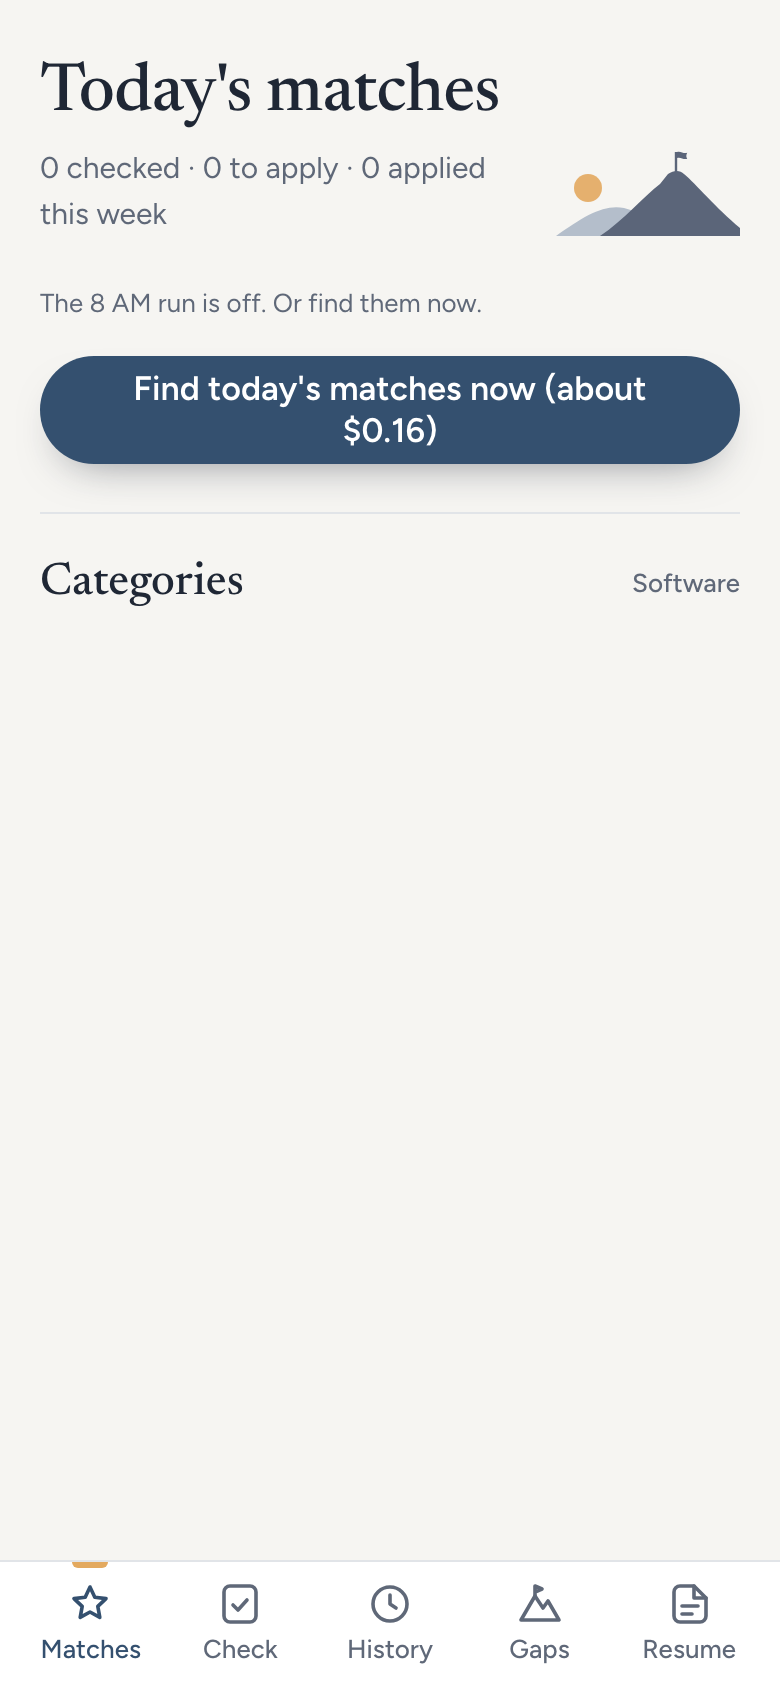 Today's matches
0 checked · 0 to apply · 0 applied
this week
The 8 AM run is off. Or find them now.
Find today's matches now (about
$0.16)
Categories
Software
Matches
Check
History
Gaps
Resume